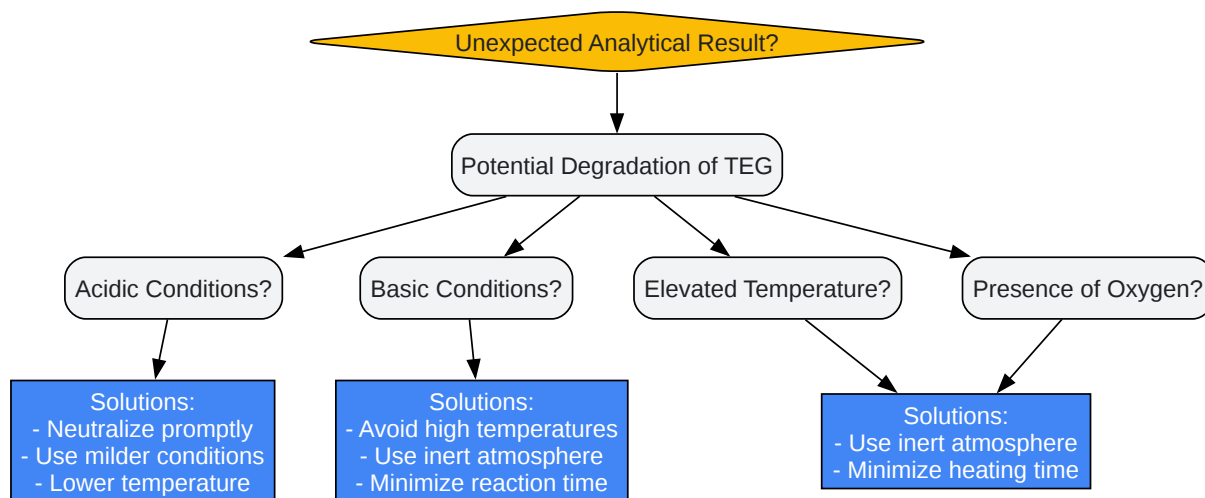 Unexpected Analytical Result?
Potential Degradation of TEG
Acidic Conditions?
Basic Conditions?
Elevated Temperature?
Presence of Oxygen?
Solutions:
- Neutralize promptly
- Use milder conditions
- Lower temperature
Solutions:
- Avoid high temperatures
- Use inert atmosphere
- Minimize reaction time
Solutions:
- Use inert atmosphere
- Minimize heating time